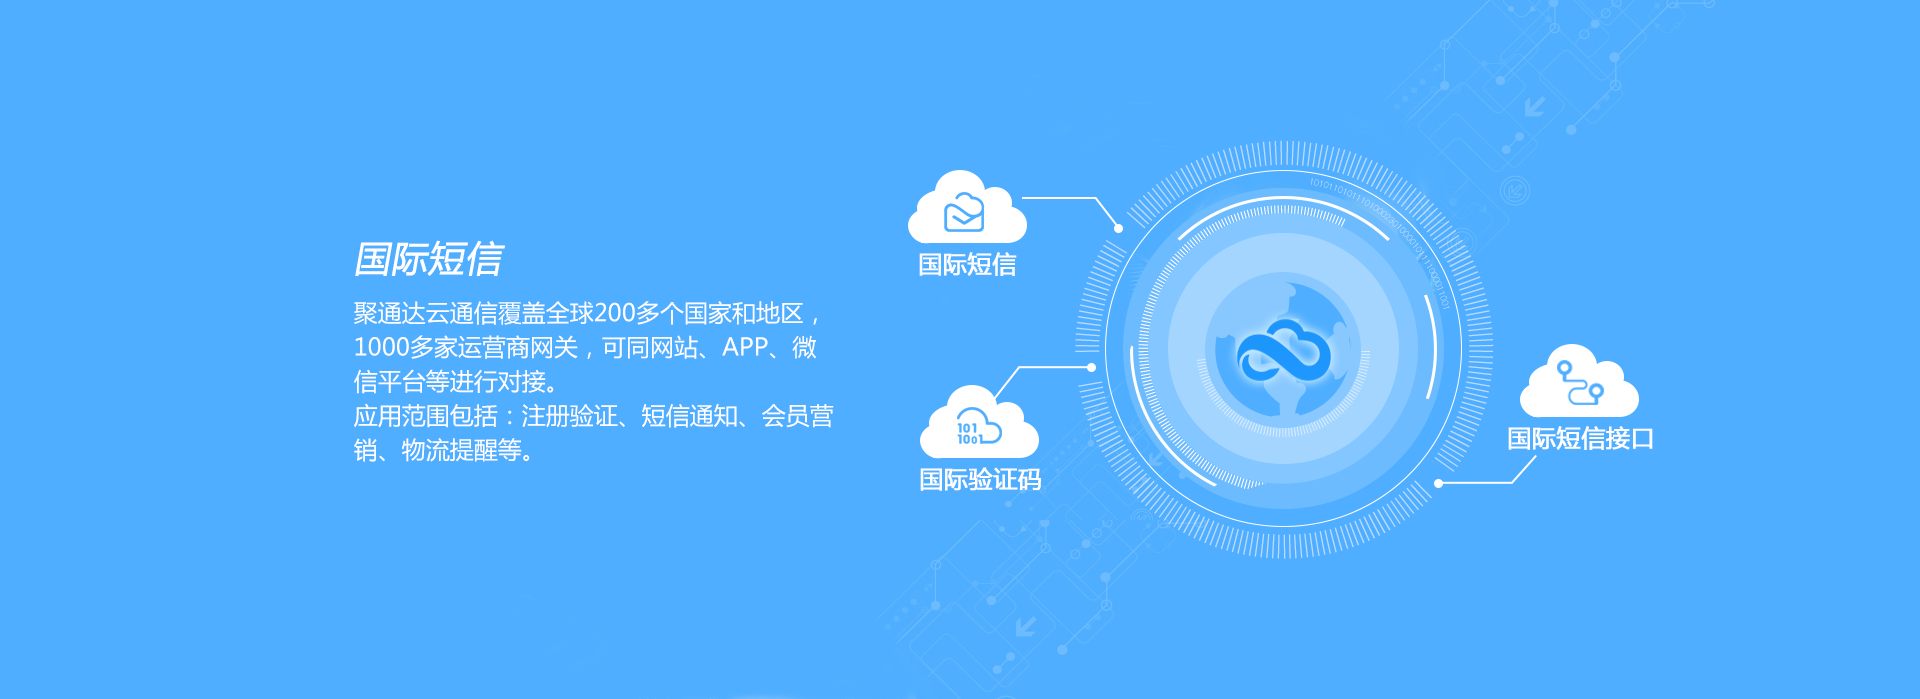 国际短信
聚通达云通信覆盖全球200多个国家和地区，
1000多家运营商网关，可同网站、APP、微
信平台等进行对接。
应用范围包括：注册验证、短信通知、会员营
销、物流提醒等。
国际短信
101
1001
国际验证码
国际短信接口